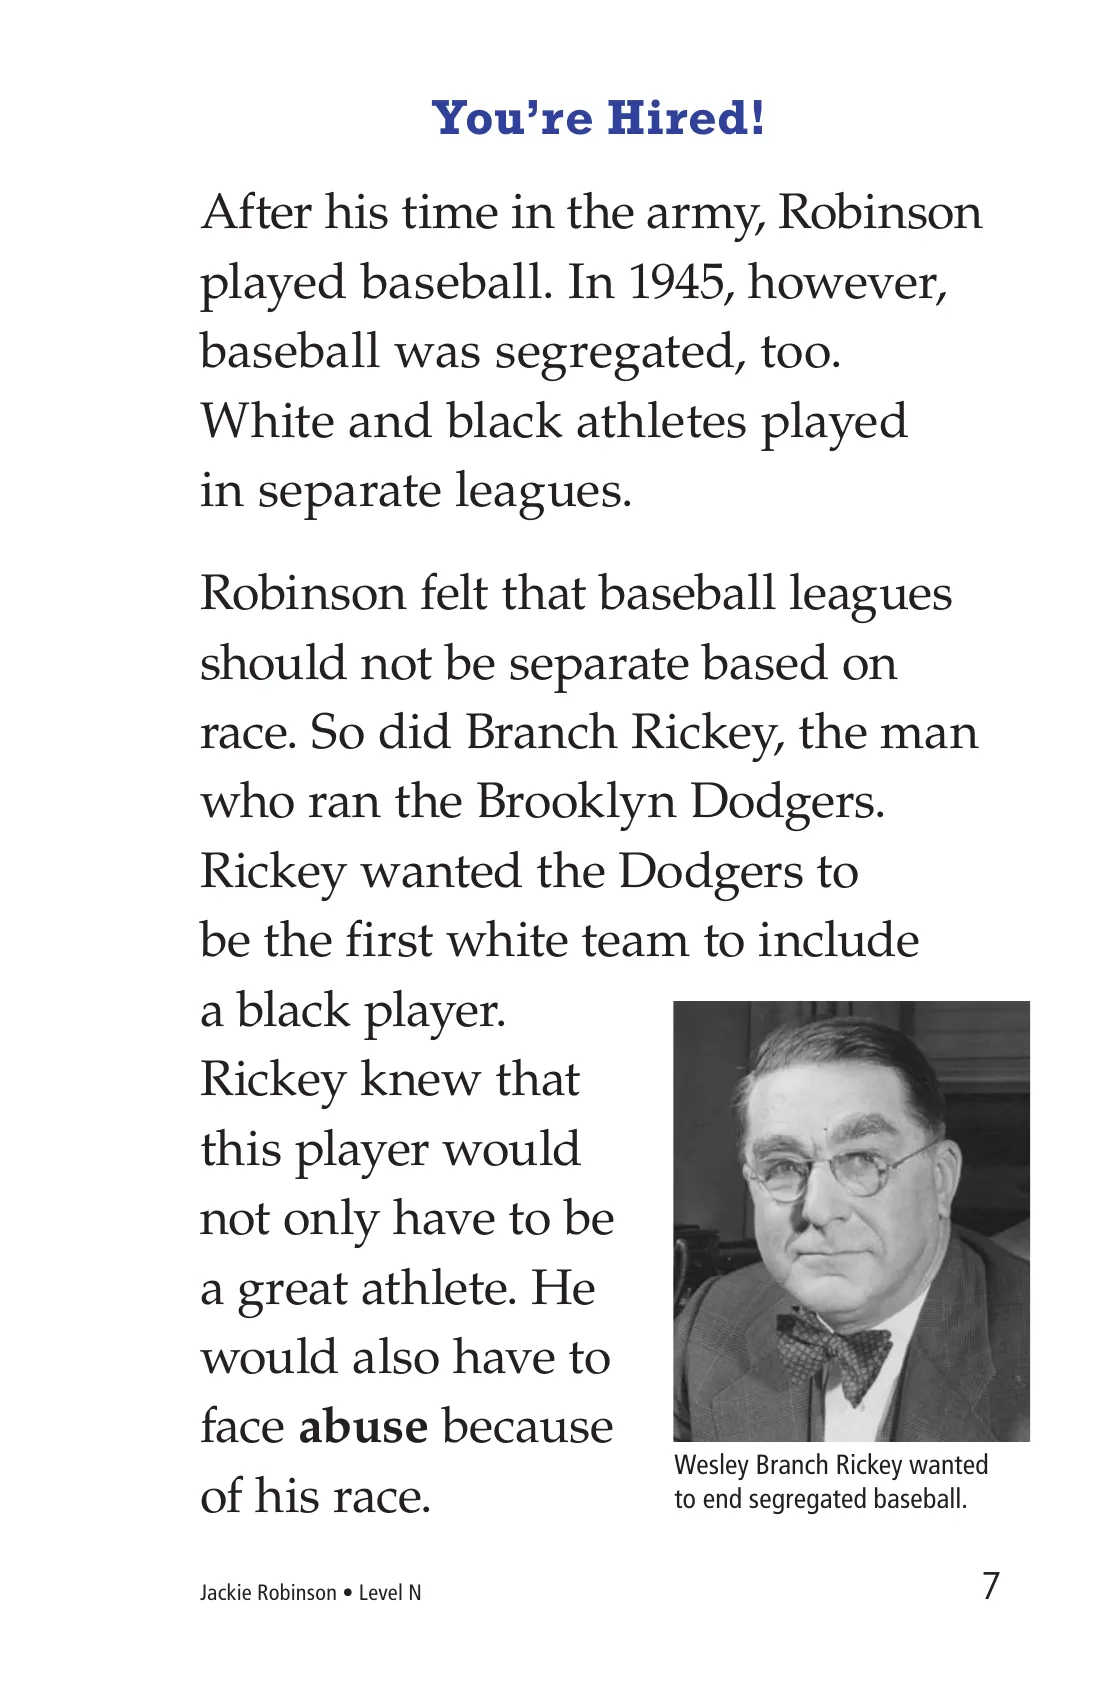 You're Hired!
After his time in the army, Robinson
played baseball. In 1945, however,
baseball was segregated, too.
White and black athletes played
in separate leagues.
Robinson felt that baseball leagues
should not be separate based on
race. So did Branch Rickey, the man
who ran the Brooklyn Dodgers.
Rickey wanted the Dodgers to
be the first white team to include
a black player.
Rickey knew that
this player would
not only have to be
a great athlete. He
would also have to
face abuse because
of his race.
Wesley Branch Rickey wanted
to end segregated baseball.
Jackie Robinson • Level N
7